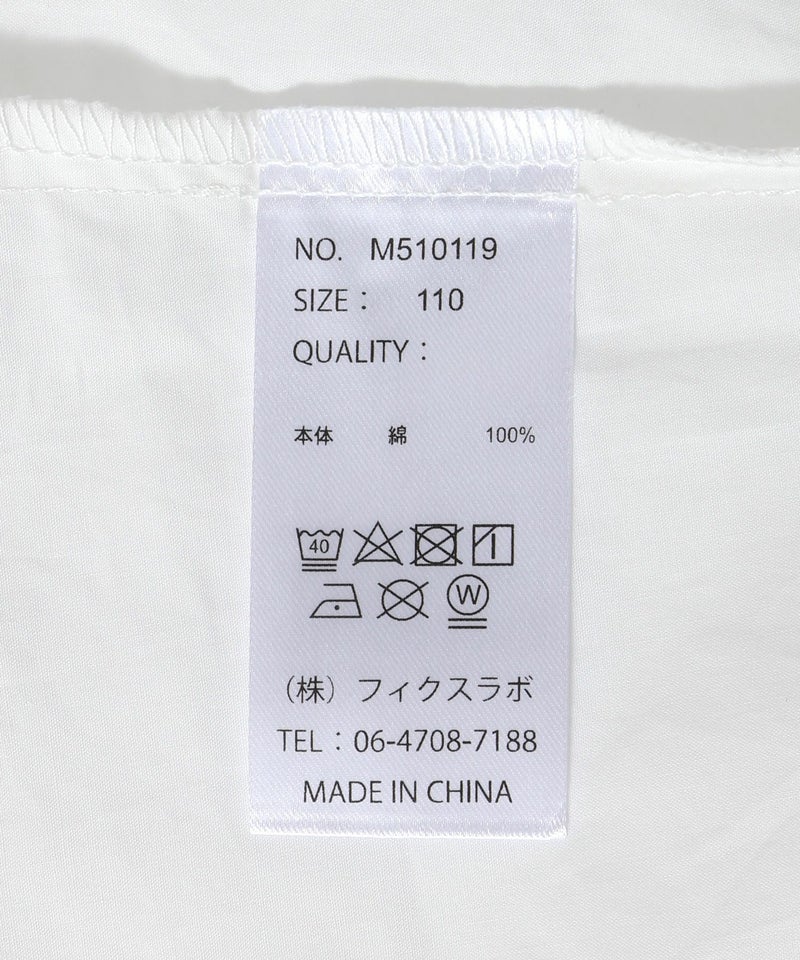 NO. M510119
SIZE： 110
QUALITY：
本体 綿 100%
40
W
（株）フィクスラボ
TEL：06-4708-7188
MADE IN CHINA